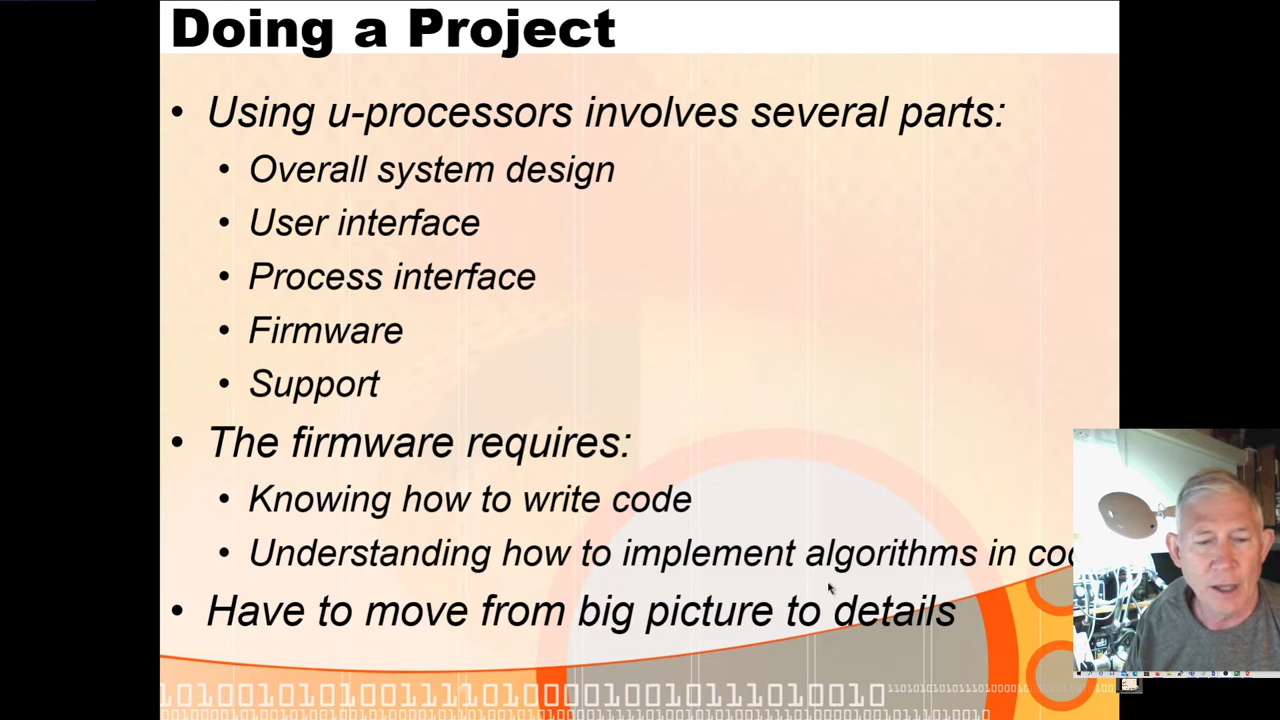 Doing a Project
• Using u-processors involves several parts:
• Overall system design
• User interface
• Process interface
• Firmware
• Support
• The firmware requires:
• Knowing how to write code
• Understanding how to implement algorithms in
• Have to move from big picture to details